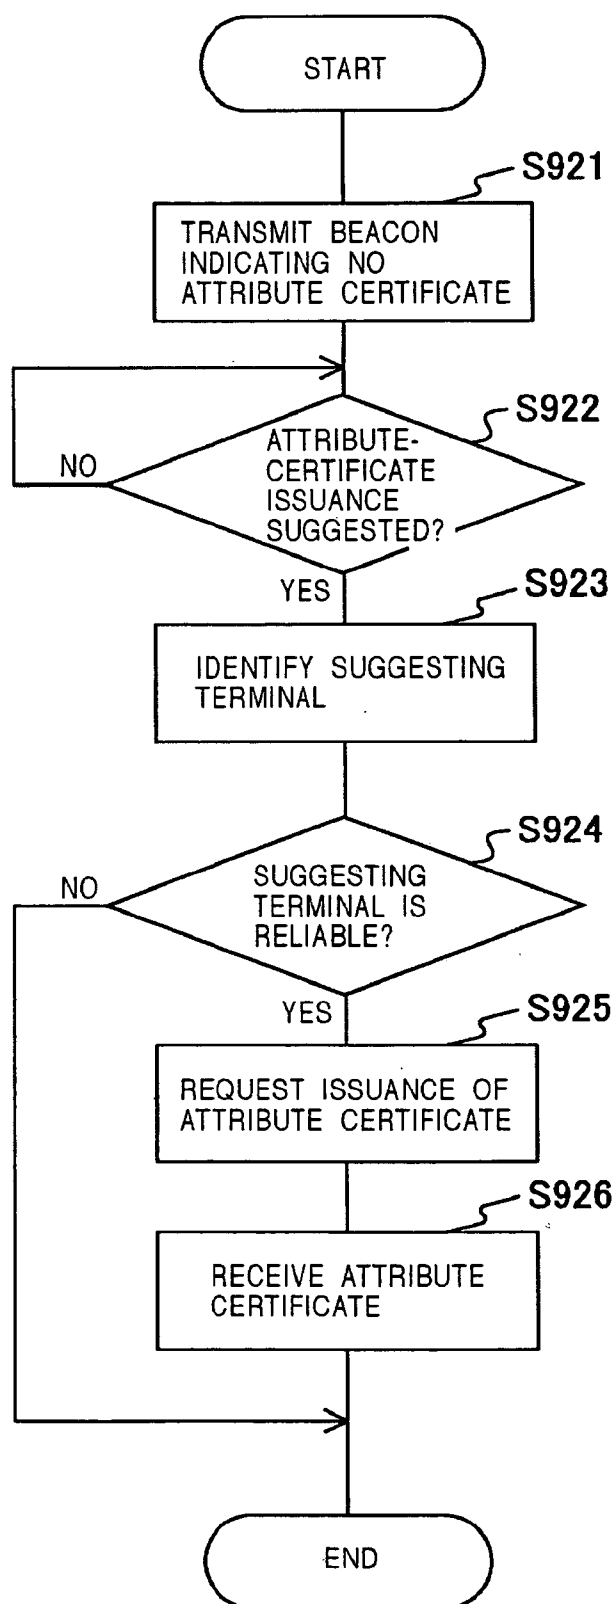 START
S921
TRANSMIT BEACON
INDICATING NO
ATTRIBUTE CERTIFICATE
S922
ATTRIBUTE-
CERTIFICATE
ISSUANCE
SUGGESTED?
NO
YES
S923
IDENTIFY SUGGESTING
TERMINAL
S924
SUGGESTING
TERMINAL IS
RELIABLE?
NO
YES
S925
REQUEST ISSUANCE OF
ATTRIBUTE CERTIFICATE
S926
RECEIVE ATTRIBUTE
CERTIFICATE
END